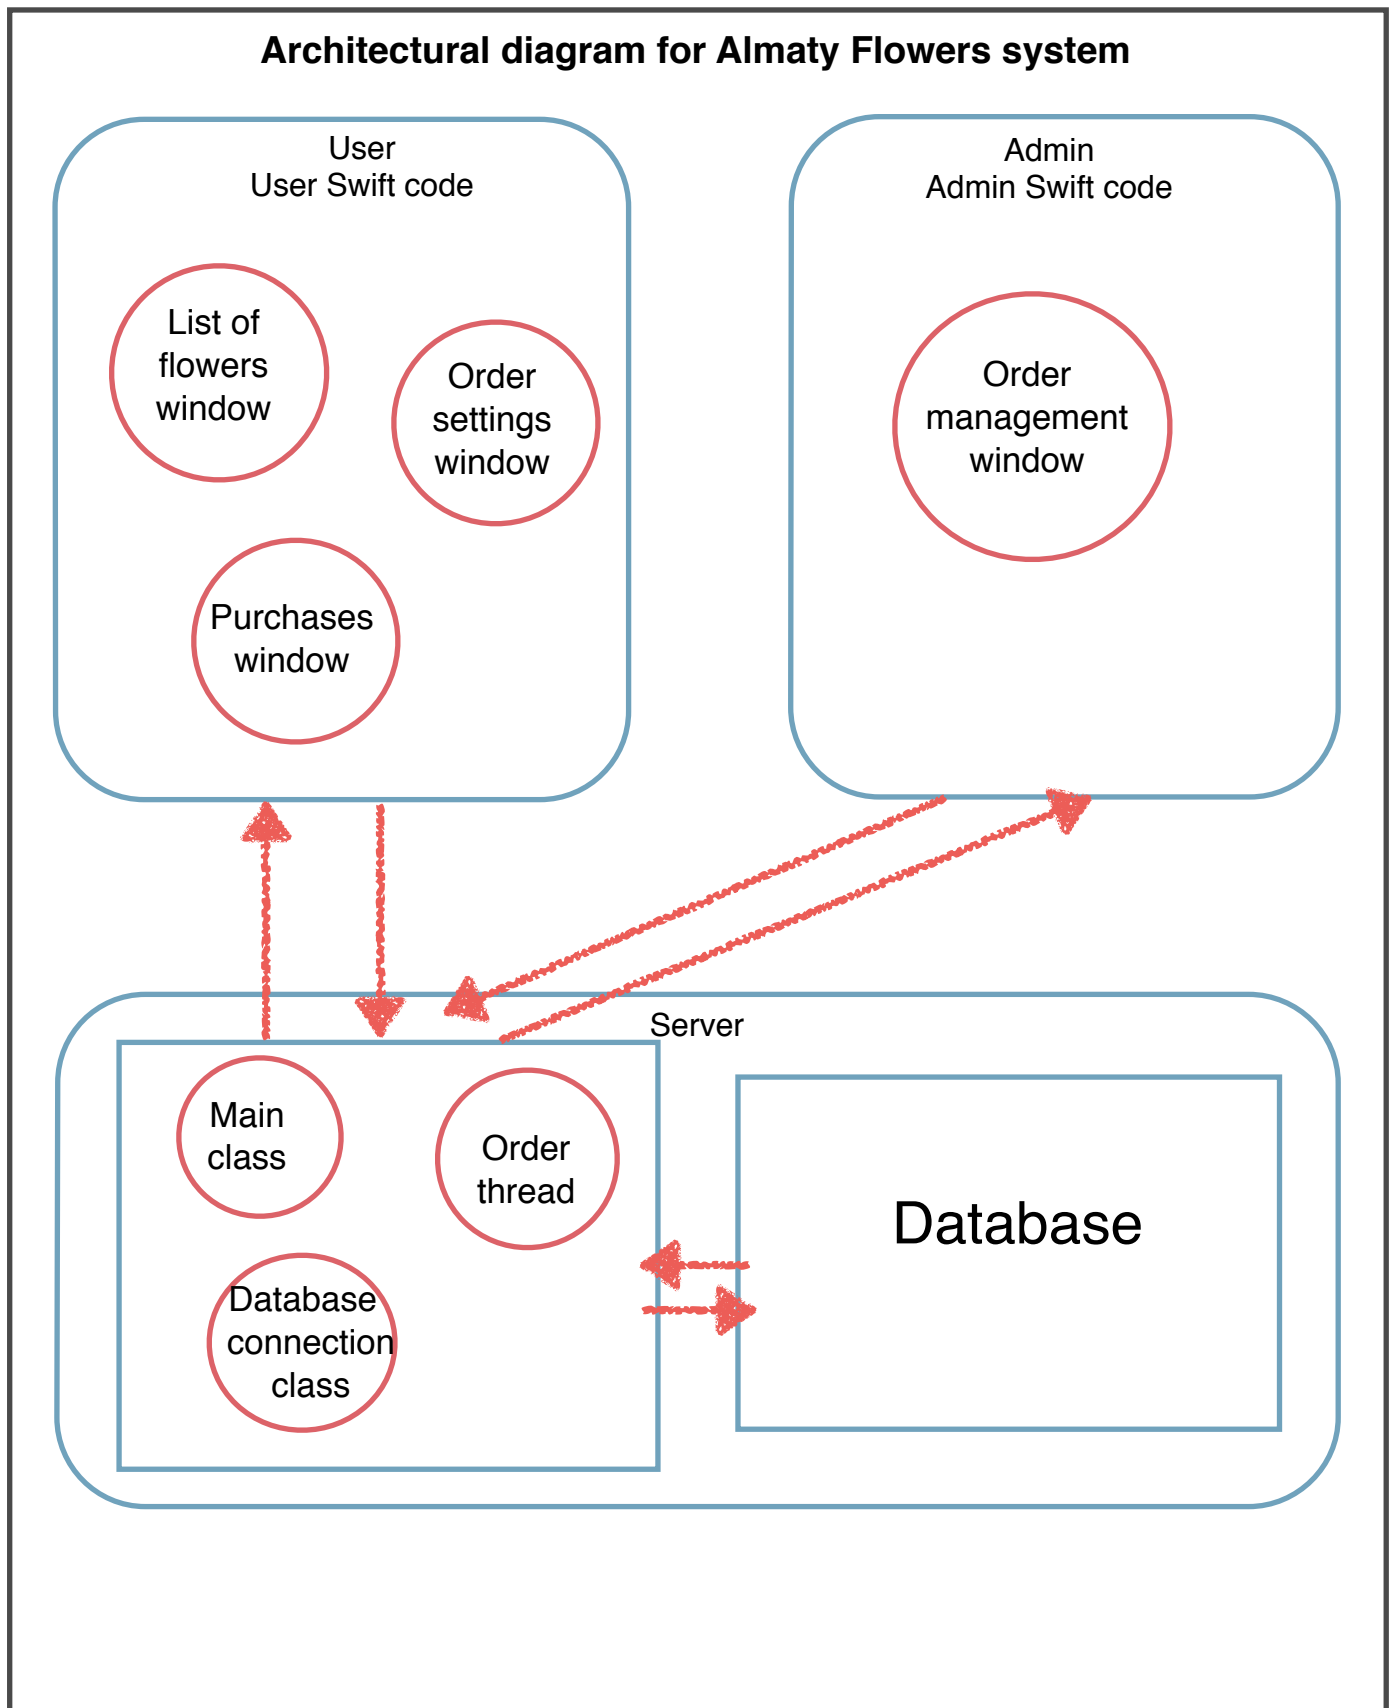 Architectural diagram for Almaty Flowers system
User
User Swift code
List of
flowers
window
Order
settings
window
Purchases
window
Admin
Admin Swift code
Order
management
window
Server
Main
class
Order
thread
Database
connection
class
Database